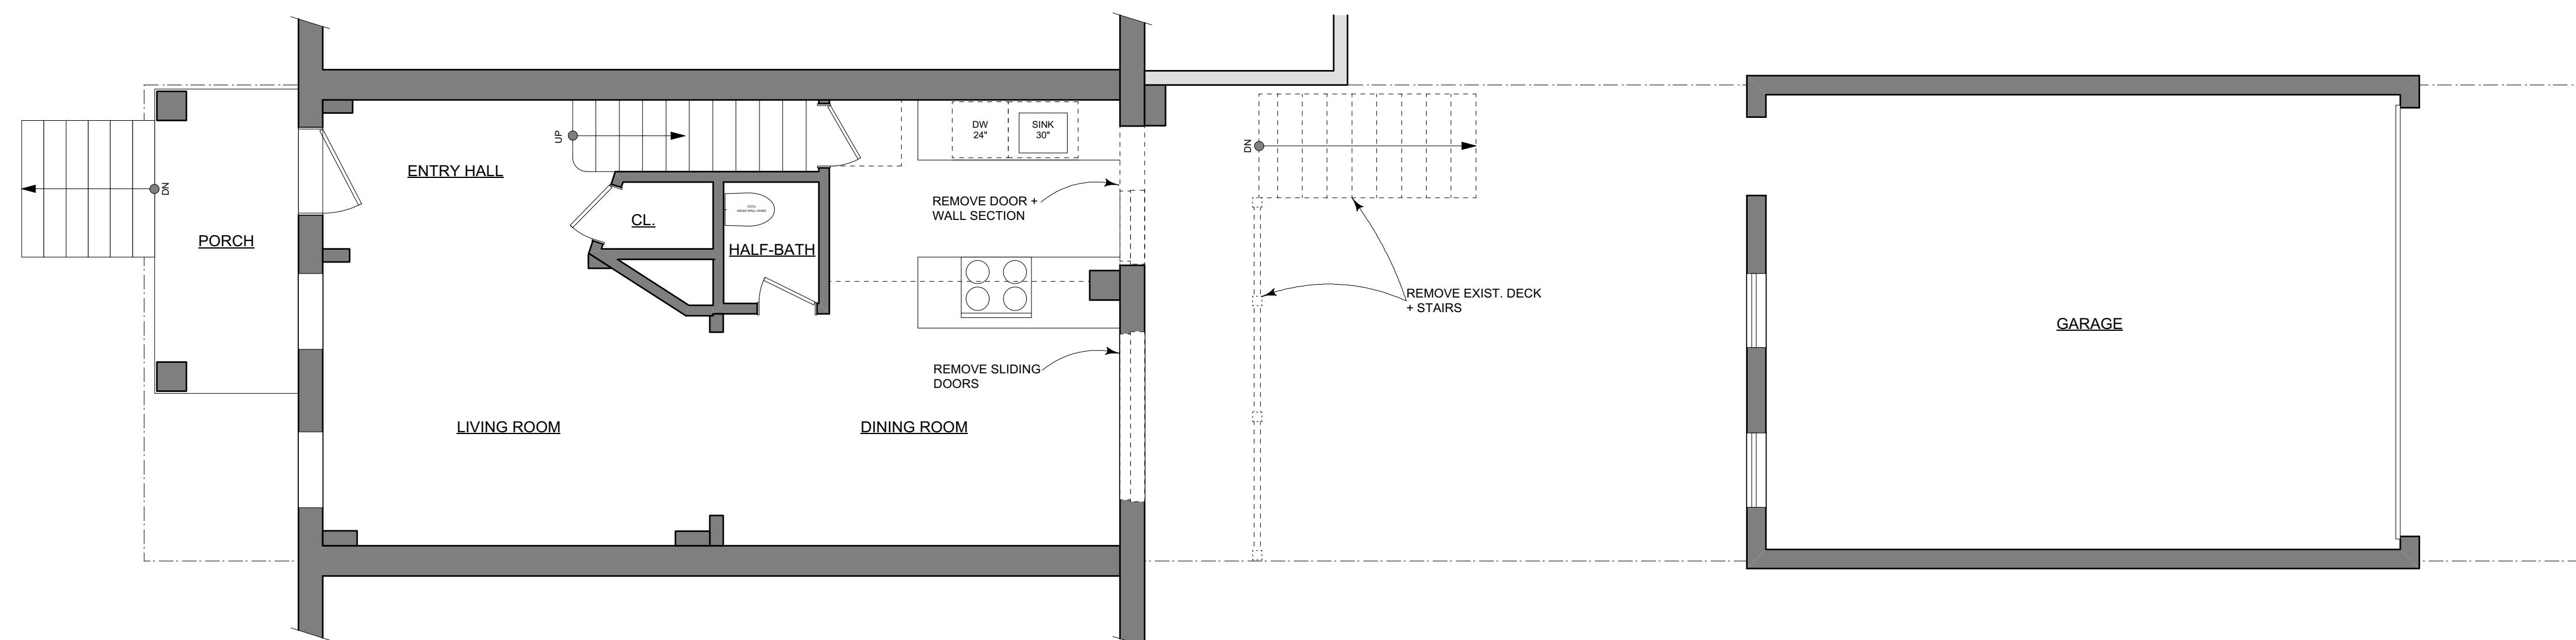 DN
PORCH
ENTRY HALL
UP
CL.
HALF-BATH
LIVING ROOM
DINING ROOM
DW
24"
SINK
30"
REMOVE DOOR +
WALL SECTION
REMOVE SLIDING
DOORS
DN
REMOVE EXIST. DECK
+ STAIRS
GARAGE